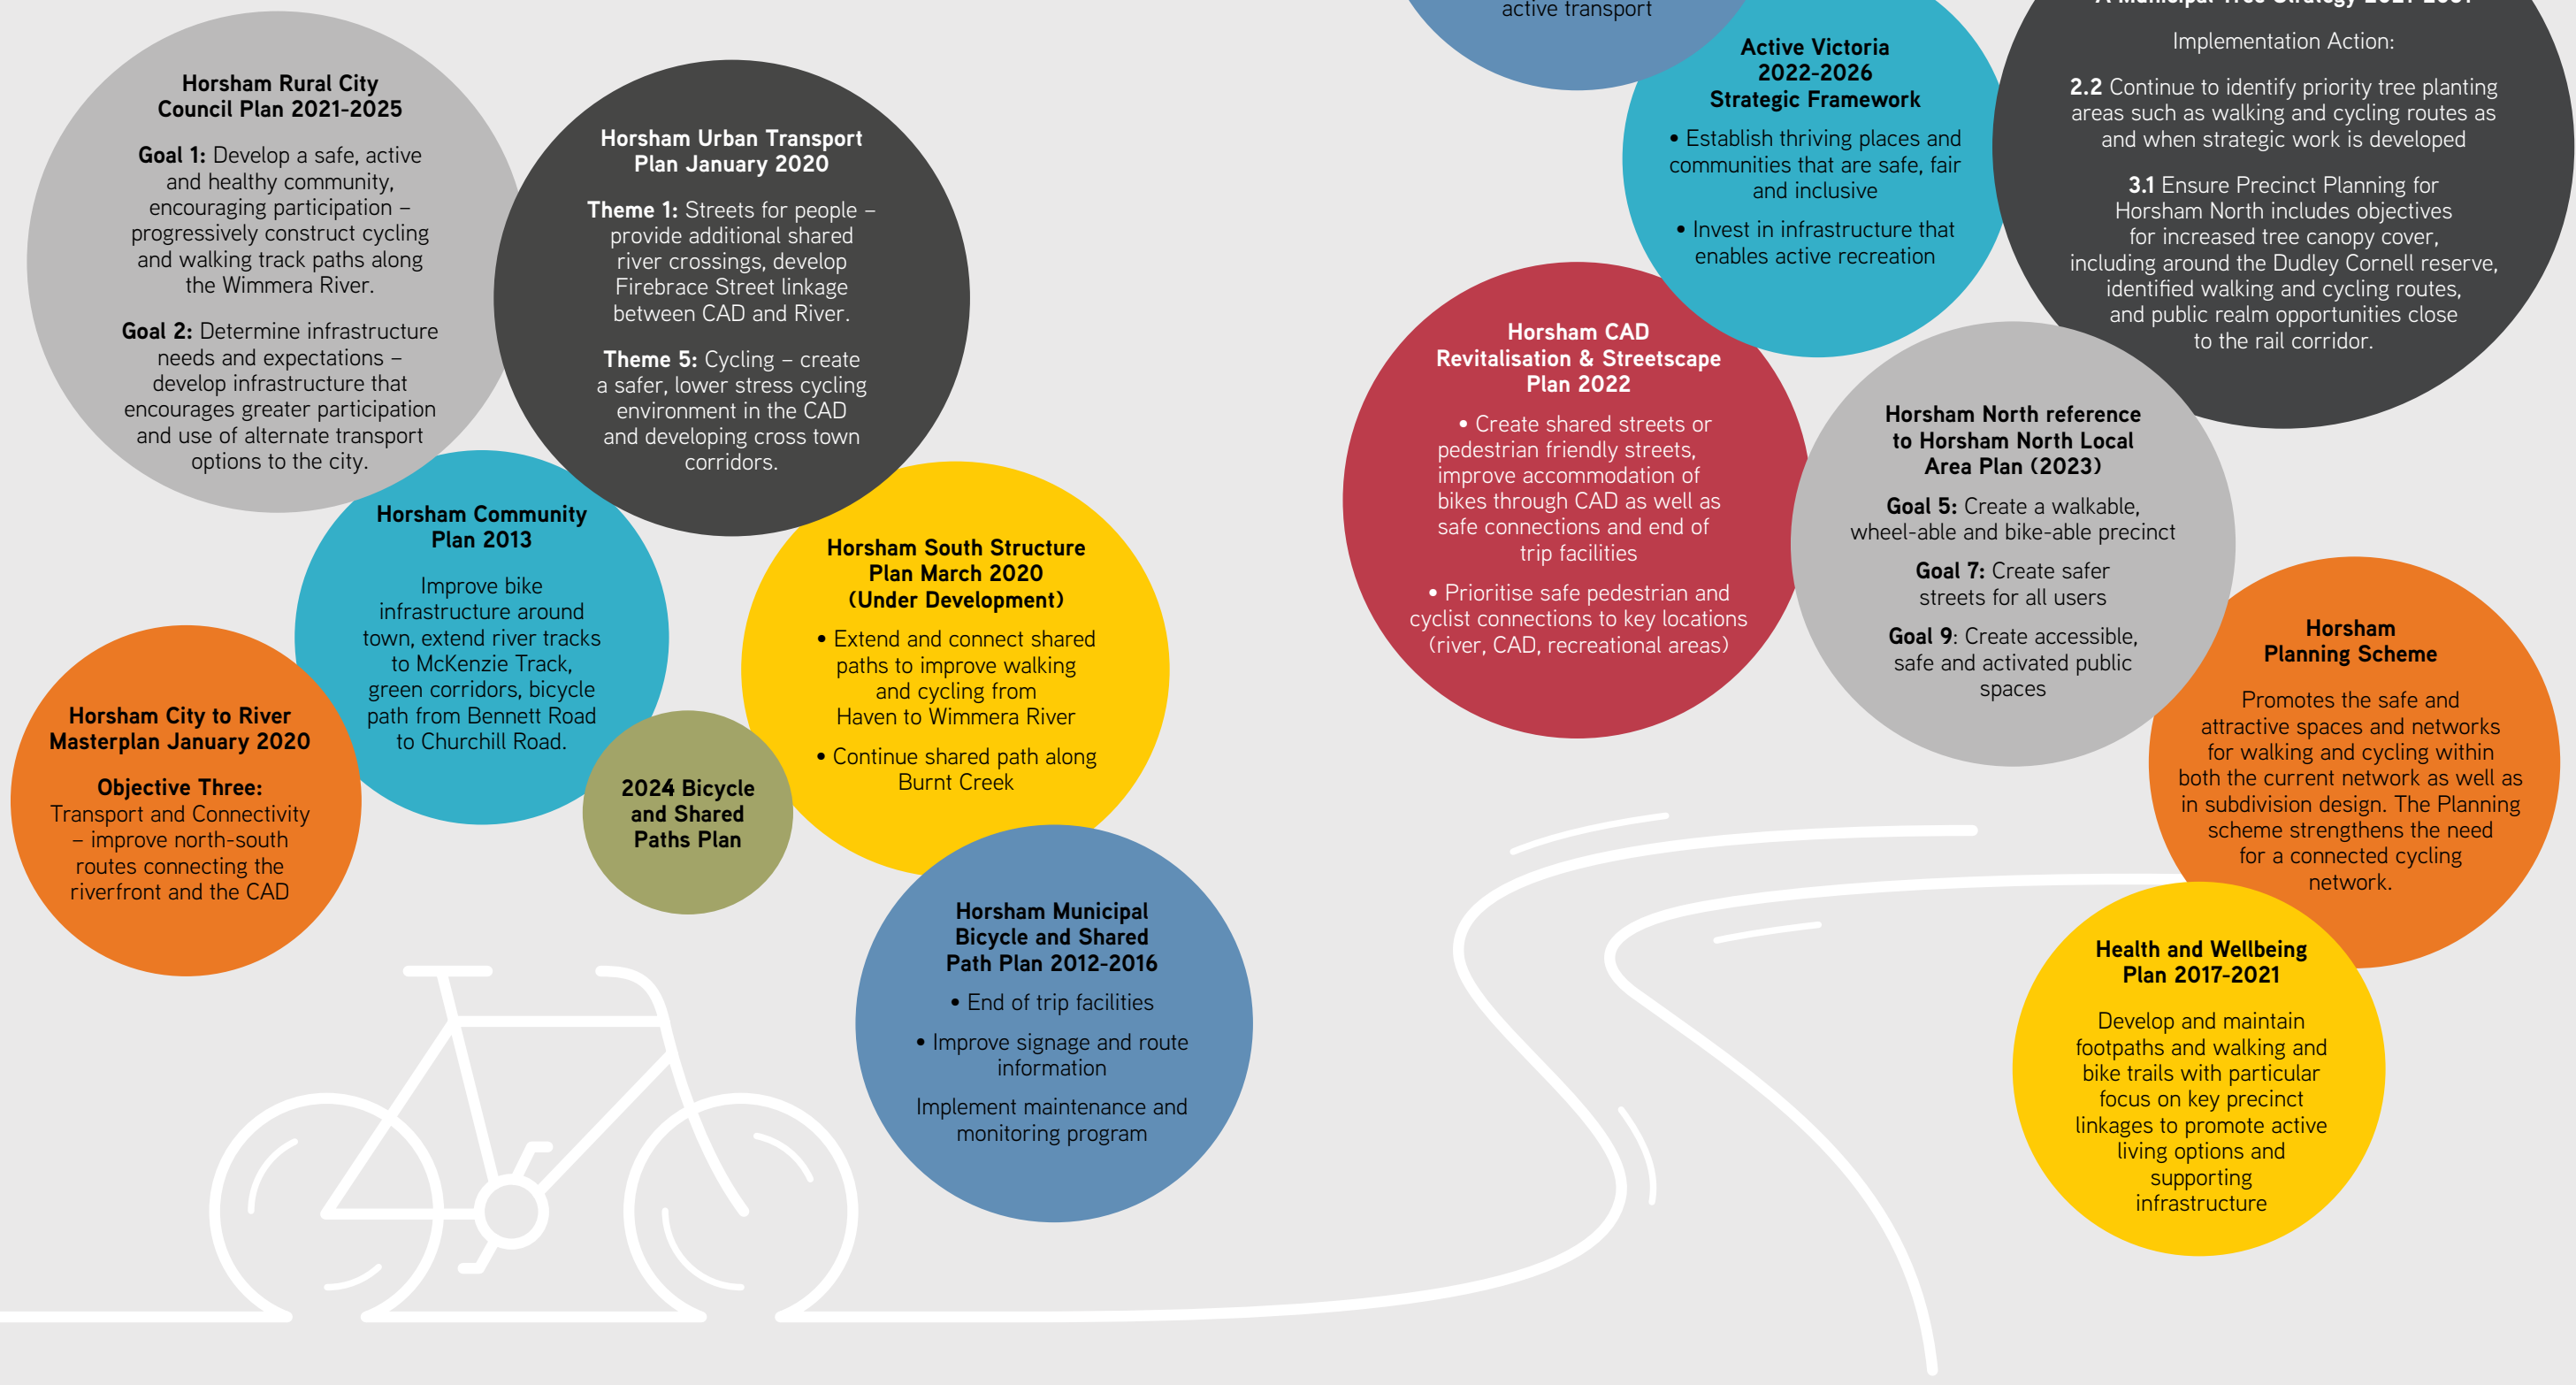 Horsham Rural City
Council Plan 2021-2025
Goal 1: Develop a safe, active
and healthy community,
encouraging participation –
progressively construct cycling
and walking track paths along
the Wimmera River.
Goal 2: Determine infrastructure
needs and expectations –
develop infrastructure that
encourages greater participation
and use of alternate transport
options to the city.
Horsham Urban Transport
Plan January 2020
Theme 1: Streets for people –
provide additional shared
river crossings, develop
Firebrace Street linkage
between CAD and River.
Theme 5: Cycling – create
a safer, lower stress cycling
environment in the CAD
and developing cross town
corridors.
Horsham Community
Plan 2013
Improve bike
infrastructure around
town, extend river tracks
to McKenzie Track,
green corridors, bicycle
path from Bennett Road
to Churchill Road.
Horsham South Structure
Plan March 2020
(Under Development)
• Extend and connect shared
paths to improve walking
and cycling from
Haven to Wimmera River
• Continue shared path along
Burnt Creek
Horsham City to River
Masterplan January 2020
Objective Three:
Transport and Connectivity
– improve north-south
routes connecting the
riverfront and the CAD
2024 Bicycle
and Shared
Paths Plan
Horsham Municipal
Bicycle and Shared
Path Plan 2012-2016
• End of trip facilities
• Improve signage and route
information
Implement maintenance and
monitoring program
active transport
Active Victoria
2022-2026
Strategic Framework
• Establish thriving places and
communities that are safe, fair
and inclusive
• Invest in infrastructure that
enables active recreation
A Municipal Tree Strategy 2021-2031
Implementation Action:
2.2 Continue to identify priority tree planting
areas such as walking and cycling routes as
and when strategic work is developed
3.1 Ensure Precinct Planning for
Horsham North includes objectives
for increased tree canopy cover,
including around the Dudley Cornell reserve,
identified walking and cycling routes,
and public realm opportunities close
to the rail corridor.
Horsham CAD
Revitalisation & Streetscape
Plan 2022
• Create shared streets or
pedestrian friendly streets,
improve accommodation of
bikes through CAD as well as
safe connections and end of
trip facilities
• Prioritise safe pedestrian and
cyclist connections to key locations
(river, CAD, recreational areas)
Horsham North reference
to Horsham North Local
Area Plan (2023)
Goal 5: Create a walkable,
wheel-able and bike-able precinct
Goal 7: Create safer
streets for all users
Goal 9: Create accessible,
safe and activated public
spaces
Horsham
Planning Scheme
Promotes the safe and
attractive spaces and networks
for walking and cycling within
both the current network as well as
in subdivision design. The Planning
scheme strengthens the need
for a connected cycling
network.
Health and Wellbeing
Plan 2017-2021
Develop and maintain
footpaths and walking and
bike trails with particular
focus on key precinct
linkages to promote active
living options and
supporting
infrastructure